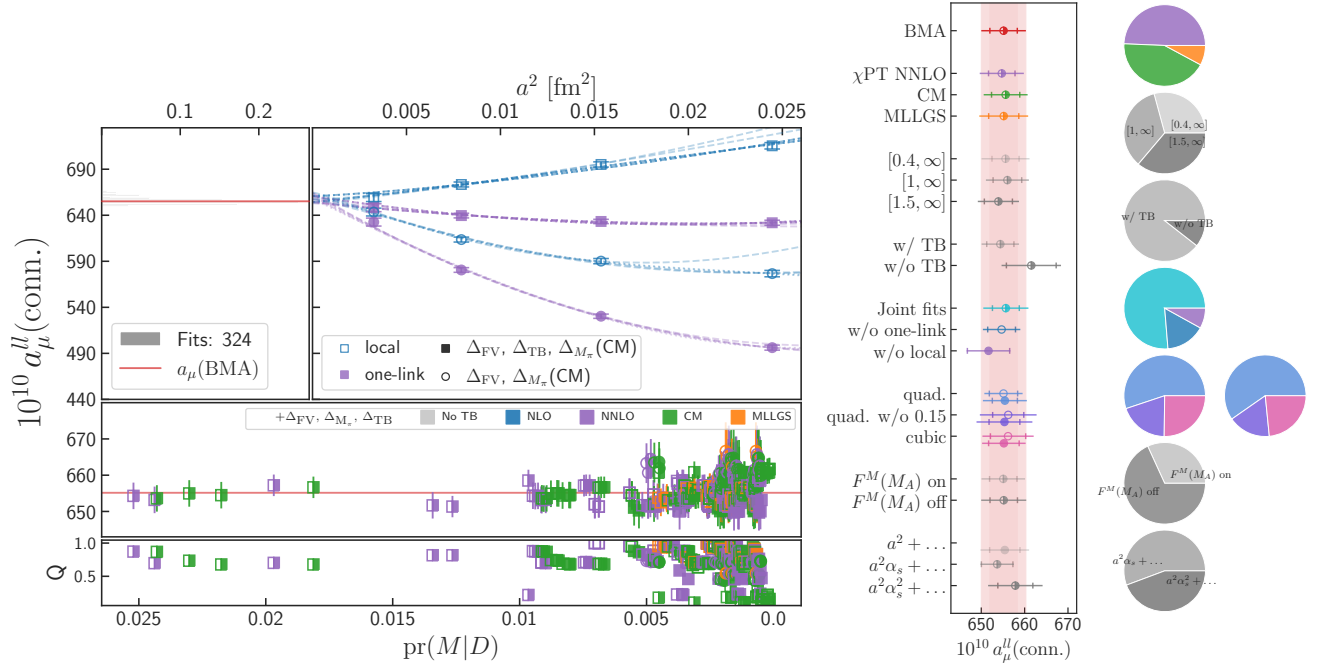 a² [fm²]
0.1 0.2 0.005 0.01 0.015 0.02 0.025
690
640
590
540
490
440
10¹⁰ a_μ^{ll}(conn.)
Fits: 324
a_μ(BMA)
local
one-link
Δ_FV, Δ_TB, Δ_{M_π}(CM)
Δ_FV, Δ_{M_π}(CM)
+Δ_FV, Δ_{M_π}, Δ_TB No TB NLO NNLO CM MLLGS
670
660
650
Q
1.0
0.5
0.025 0.02 0.015 0.01 0.005 0.0
pr(M|D)
BMA
χPT NNLO
CM
MLLGS
[0.4, ∞]
[1, ∞]
[1.5, ∞]
w/ TB
w/o TB
Joint fits
w/o one-link
w/o local
quad.
quad. w/o 0.15
cubic
F^M(M_A) on
F^M(M_A) off
a² + ...
a²α_s + ...
a²α_s² + ...
650 660 670
10¹⁰ a_μ^{ll}(conn.)
[0.4, ∞]
[1, ∞]
[1.5, ∞]
w/ TB
w/o TB
F^M(M_A) on
F^M(M_A) off
a²α_s + ...
a²α_s² + ...